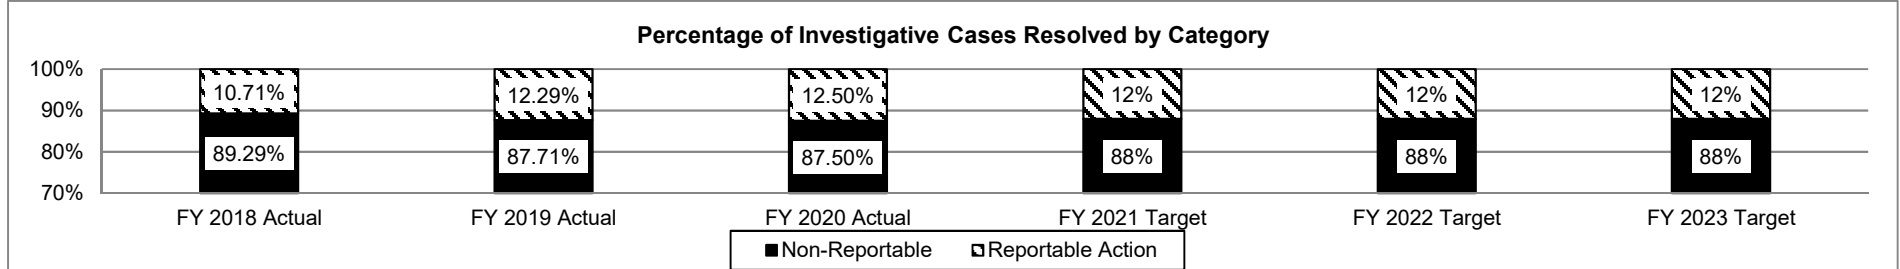 Percentage of Investigative Cases Resolved by Category
100%
90%
80%
70%
10.71%
12.29%
12.50%
12%
12%
12%
89.29%
87.71%
87.50%
88%
88%
88%
FY 2018 Actual
FY 2019 Actual
FY 2020 Actual
FY 2021 Target
FY 2022 Target
FY 2023 Target
Non-Reportable
Reportable Action